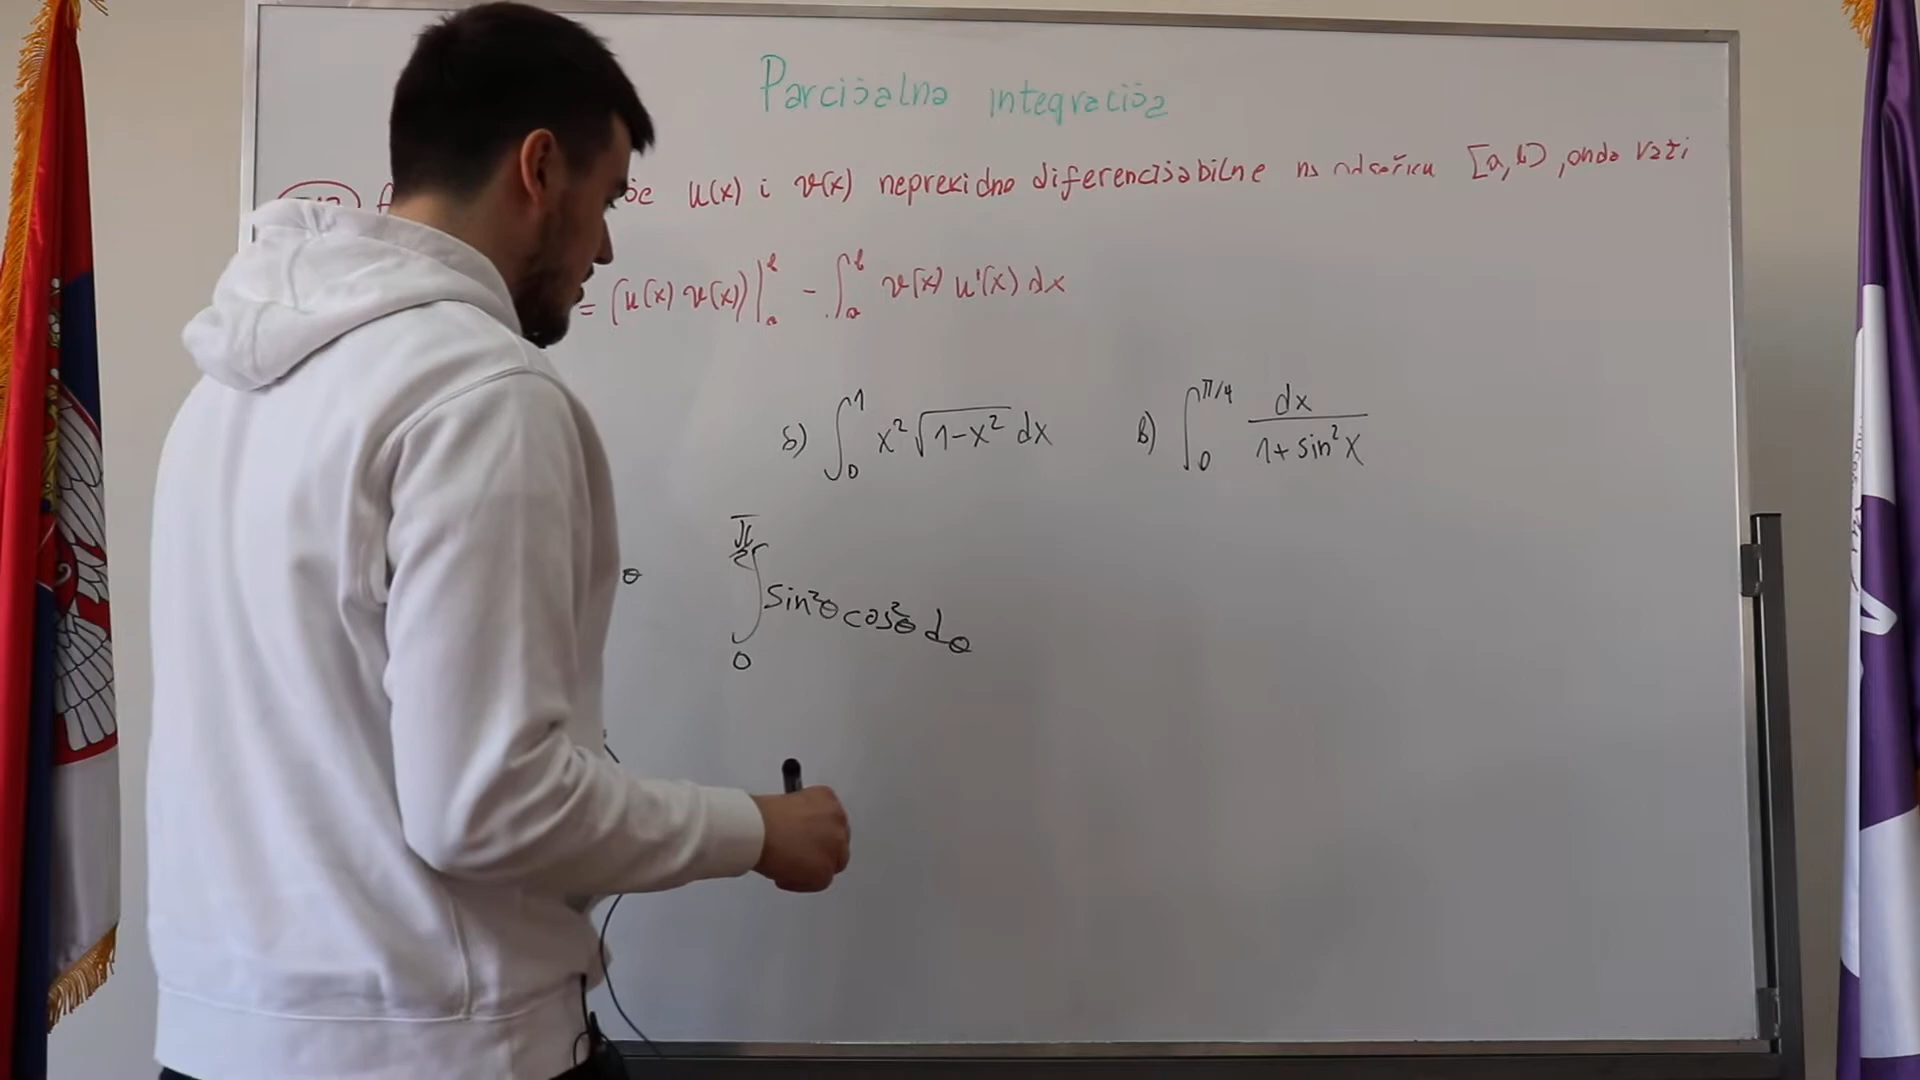 Parcijalna integracija
u(x) i v(x) neprekidno diferencijabilne na odsečku [a,b], onda važi
= (u(x) v(x))|ₐᵇ - ∫ₐᵇ v(x) u'(x) dx
б) ∫₀¹ x²√(1-x²) dx в) ∫₀^π/4 dx/(1+sin²x)
θ ∫₀^π/2 sin²θ cos²θ dθ